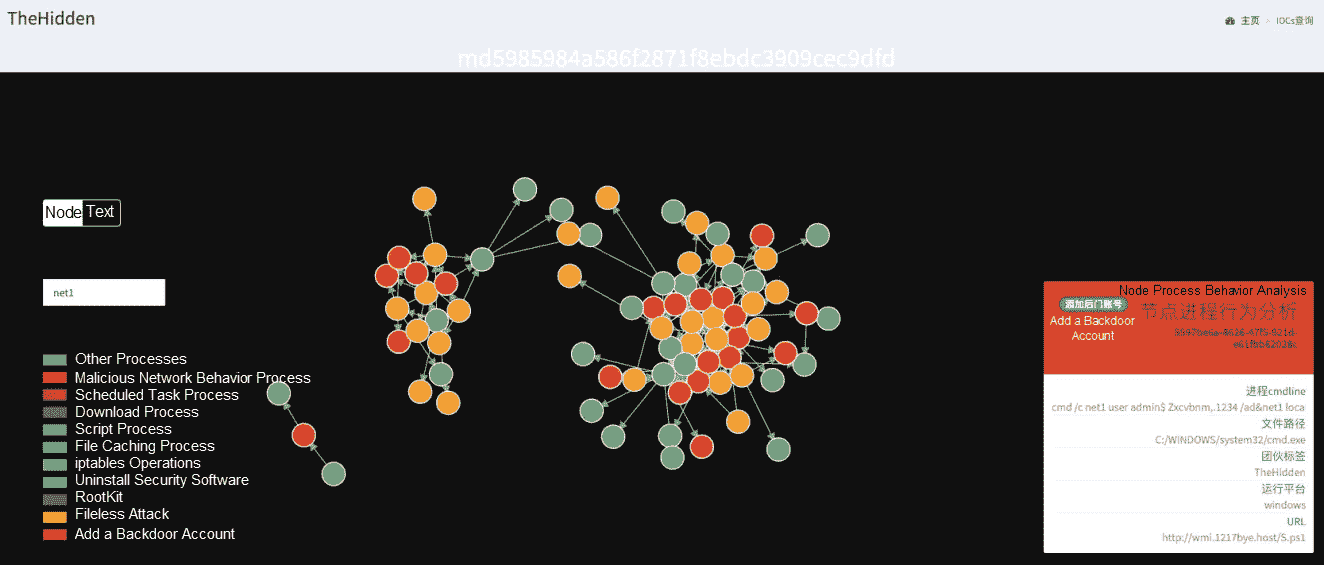 TheHidden
主页 > IOCs查询
md5985984a586f2871f8ebdc3909cec9dfd
Node Text
net1
Other Processes
Malicious Network Behavior Process
Scheduled Task Process
Download Process
Script Process
File Caching Process
iptables Operations
Uninstall Security Software
RootKit
Fileless Attack
Add a Backdoor Account
Node Process Behavior Analysis
添加后门账号
节点进程行为分析
Add a Backdoor
Account
进程cmdline
cmd /c net1 user admin$ Zxcvbnm,.1234 /ad&net1 loca
文件路径
C:/WINDOWS/system32/cmd.exe
团伙标签
TheHidden
运行平台
windows
URL
http://wmi.1217bye.host/S.ps1